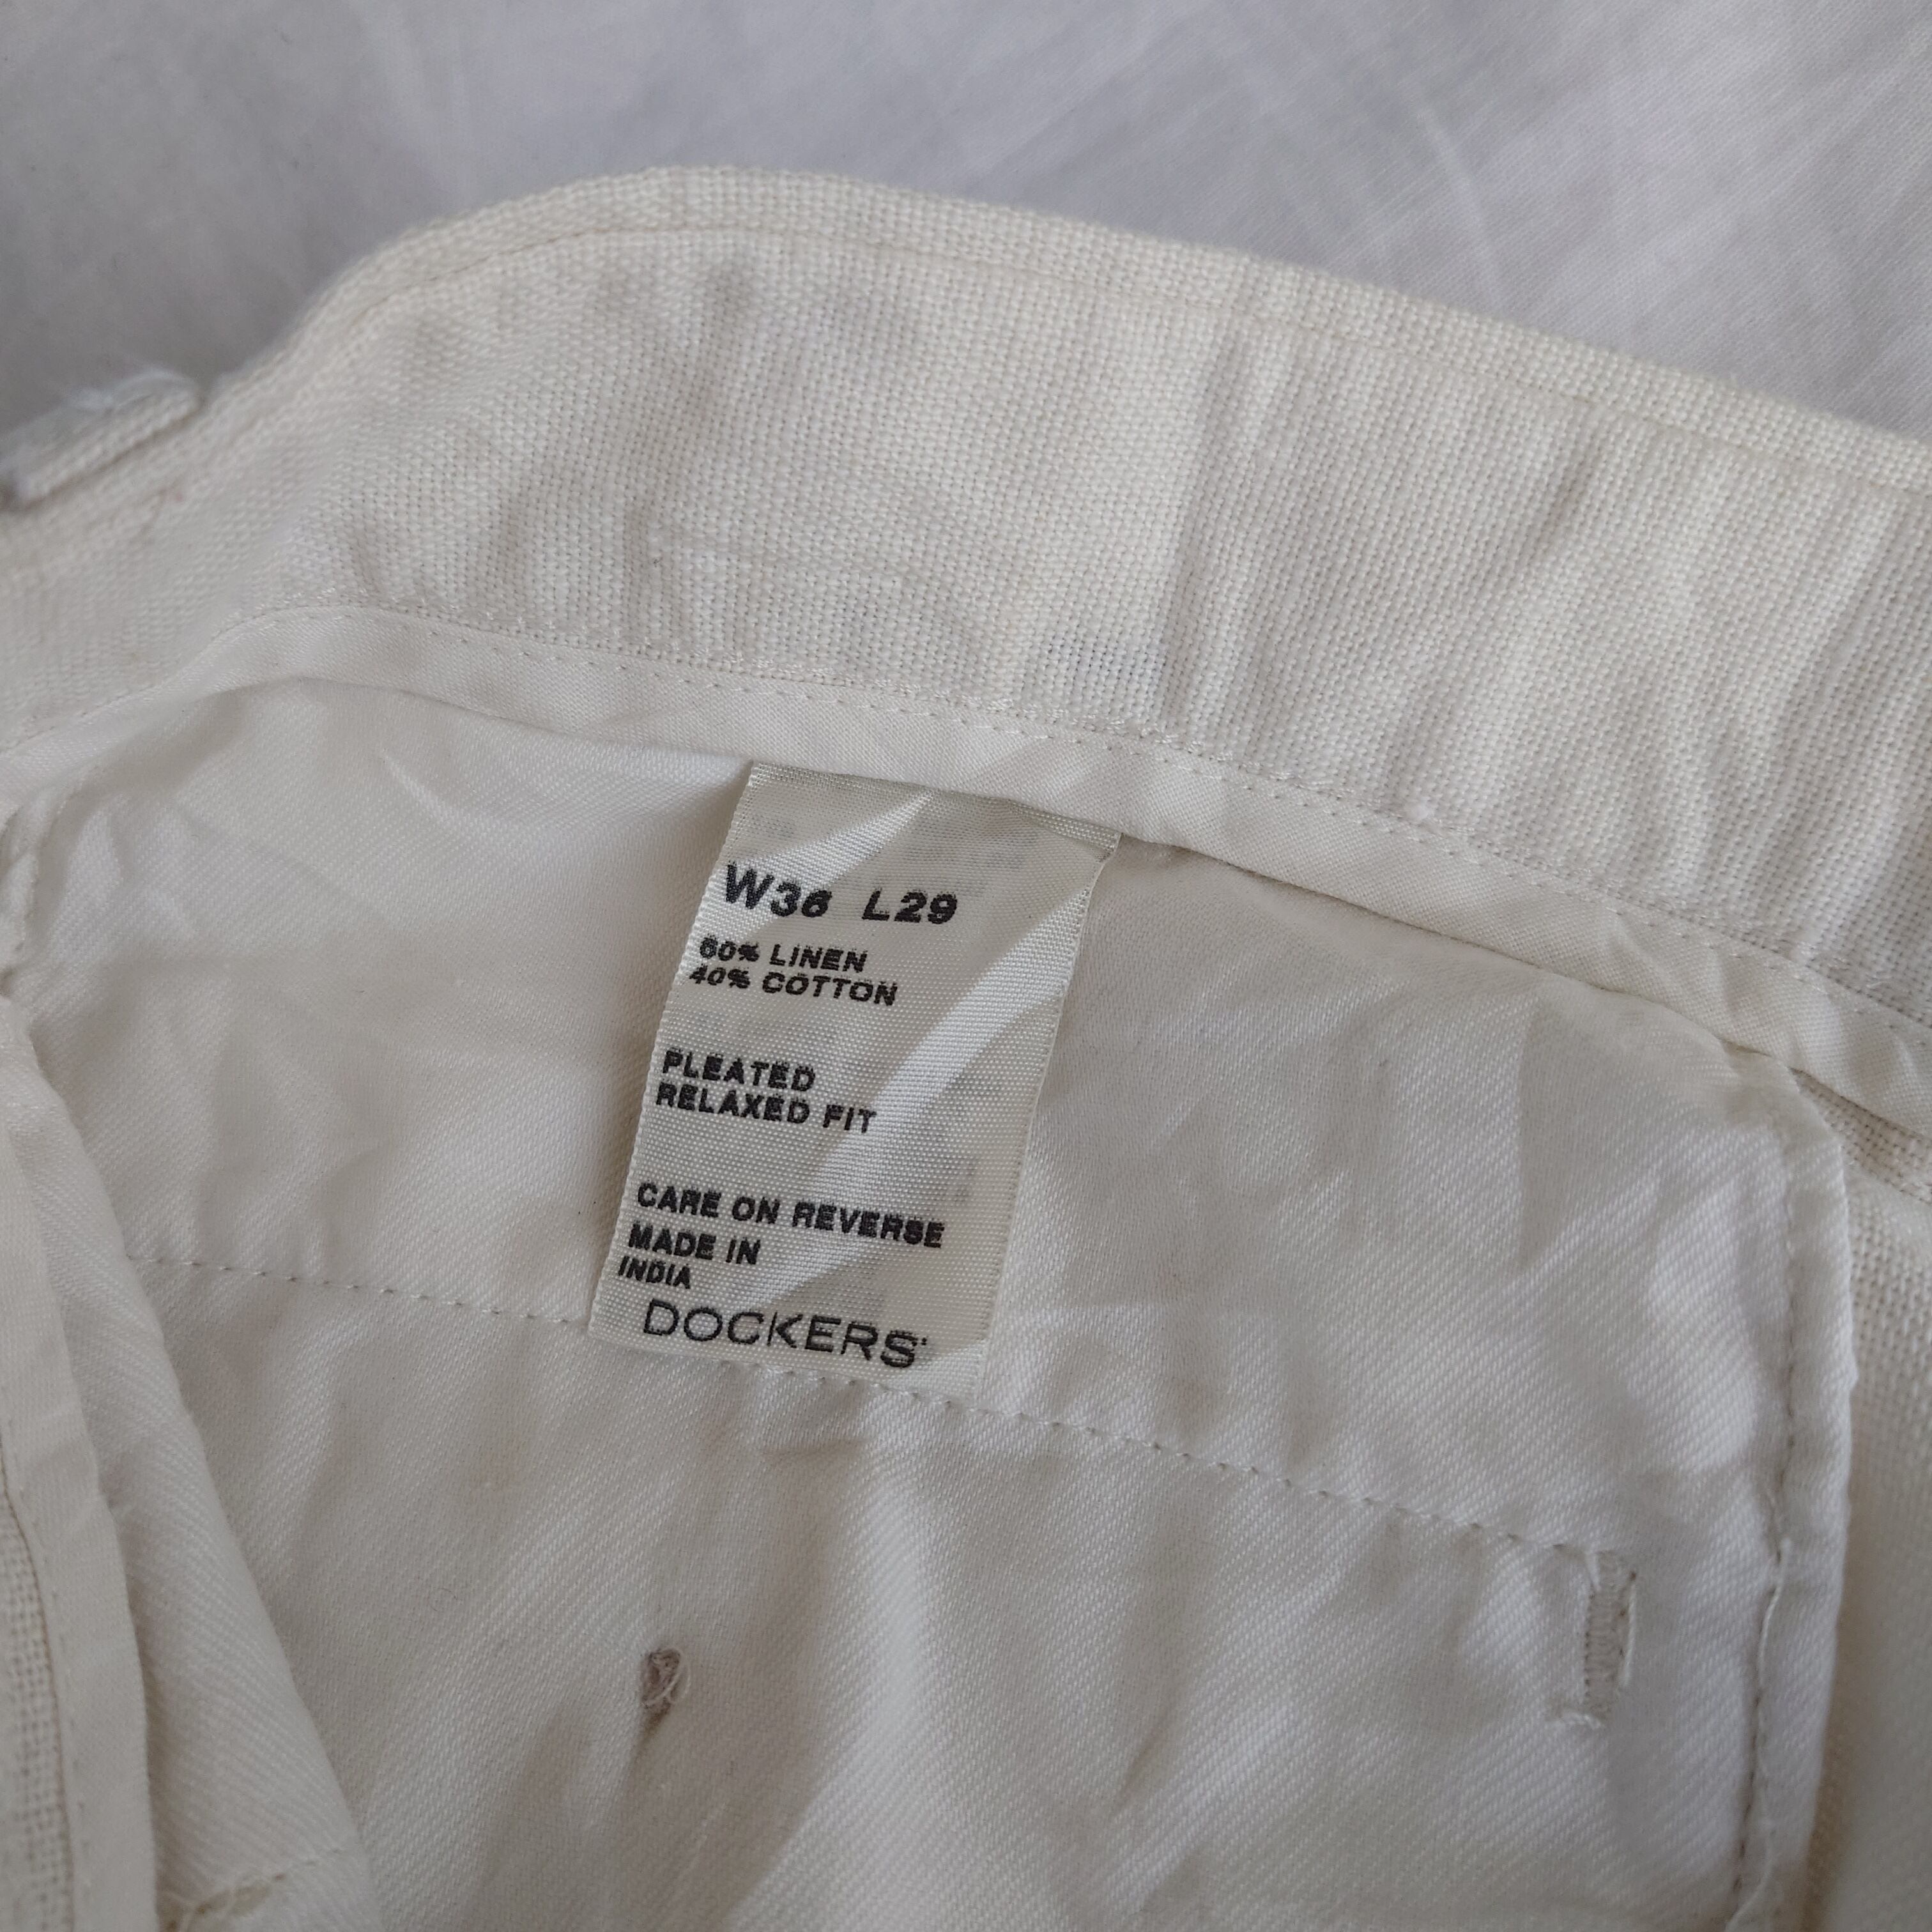 W36 L29
60% LINEN
40% COTTON
PLEATED
RELAXED FIT
CARE ON REVERSE
MADE IN
INDIA
DOCKERS